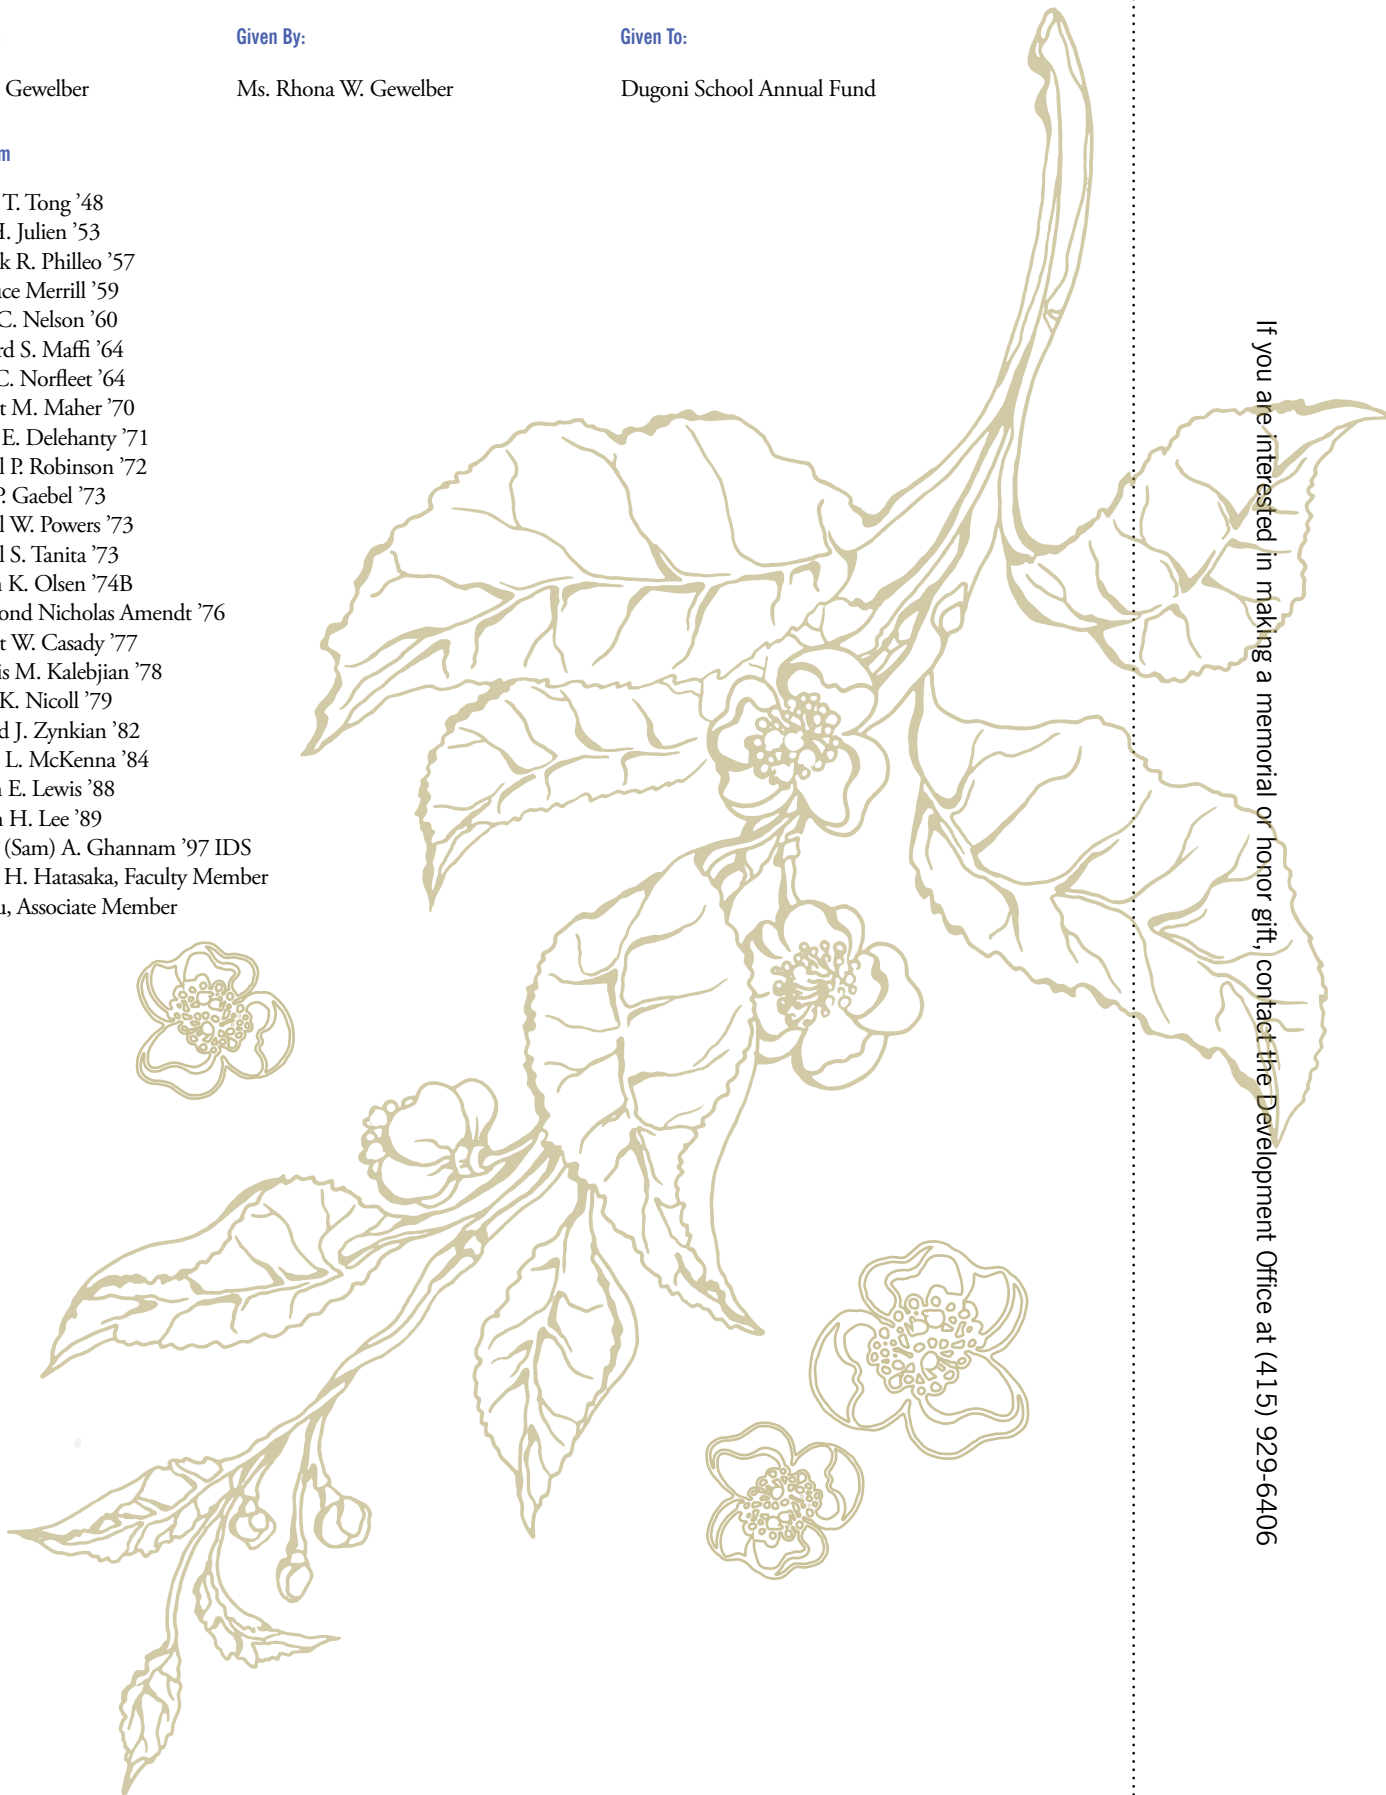 : Given By: Given To:
Gewelber Ms. Rhona W. Gewelber Dugoni School Annual Fund
m
T. Tong ’48
H. Julien ’53
k R. Philleo ’57
ce Merrill ’59
C. Nelson ’60
rd S. Maffi ’64
C. Norfleet ’64
t M. Maher ’70
E. Delehanty ’71
l P. Robinson ’72
P. Gaebel ’73
l W. Powers ’73
l S. Tanita ’73
K. Olsen ’74B
ond Nicholas Amendt ’76
t W. Casady ’77
is M. Kalebjian ’78
K. Nicoll ’79
d J. Zynkian ’82
L. McKenna ’84
E. Lewis ’88
H. Lee ’89
(Sam) A. Ghannam ’97 IDS
H. Hatasaka, Faculty Member
u, Associate Member
If you are interested in making a memorial or honor gift, contact the Development Office at (415) 929-6406